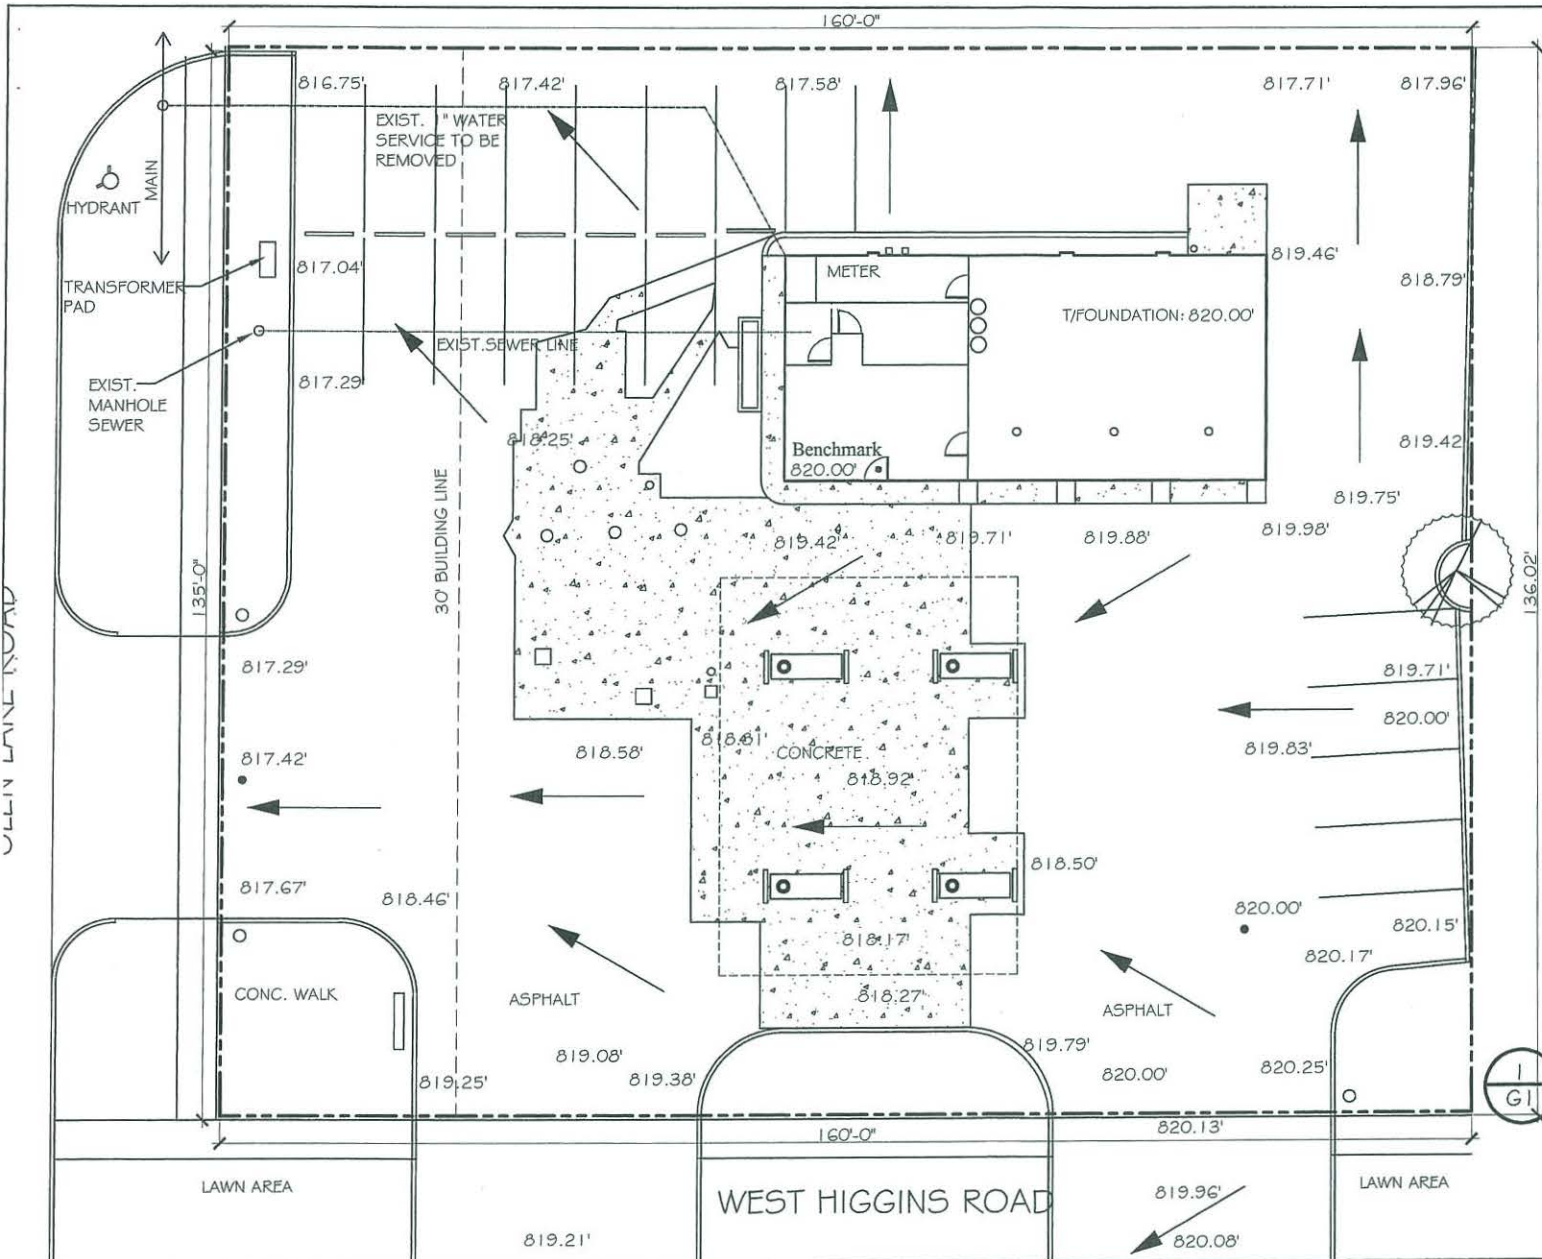 160'-0"
816.75'
817.42'
817.58'
817.71'
817.96'
EXIST. 1" WATER
SERVICE TO BE
REMOVED
MAIN
HYDRANT
TRANSFORMER
PAD
817.04'
METER
819.46'
818.79'
T/FOUNDATION: 820.00'
EXIST.SEWER LINE
EXIST.
MANHOLE
SEWER
817.29'
818.25'
Benchmark
820.00'
819.42'
819.75'
30' BUILDING LINE
135'-0"
819.42'
819.71'
819.88'
819.98'
136.02'
817.29'
819.71'
820.00'
819.83'
817.42'
818.58'
818.81'
CONCRETE
818.92'
818.50'
817.67'
818.46'
820.00'
820.15'
818.17'
820.17'
CONC. WALK
ASPHALT
818.27'
ASPHALT
819.08'
819.79'
819.25'
819.38'
820.00'
820.25'
1
G1
160'-0"
820.13'
LAWN AREA
WEST HIGGINS ROAD
819.96'
LAWN AREA
819.21'
820.08'